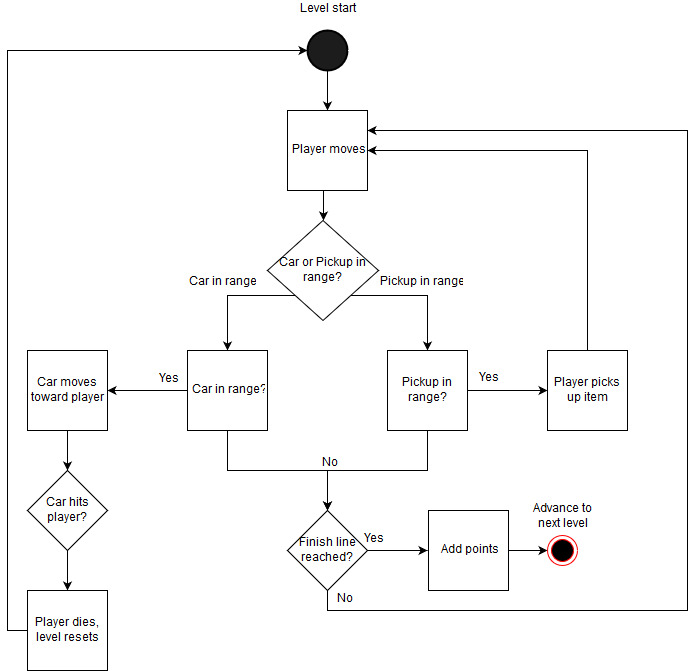 Level start
Player moves
Car or Pickup in
range?
Car in range
Pickup in range
Car moves
toward player
Yes
Car in range?
Pickup in
range?
Yes
Player picks
up item
No
Car hits
player?
Finish line
reached?
Yes
Add points
Advance to
next level
No
Player dies,
level resets